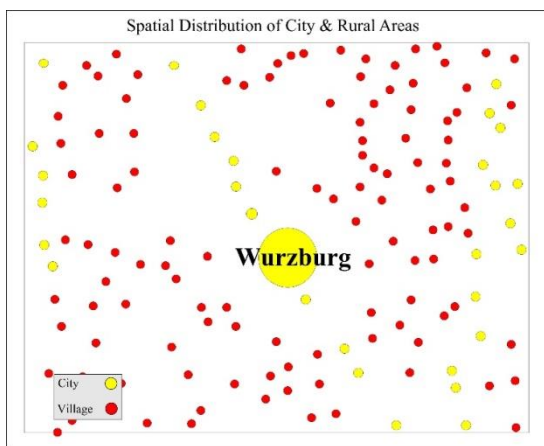 Spatial Distribution of City & Rural Areas
Wurzburg
City
Village